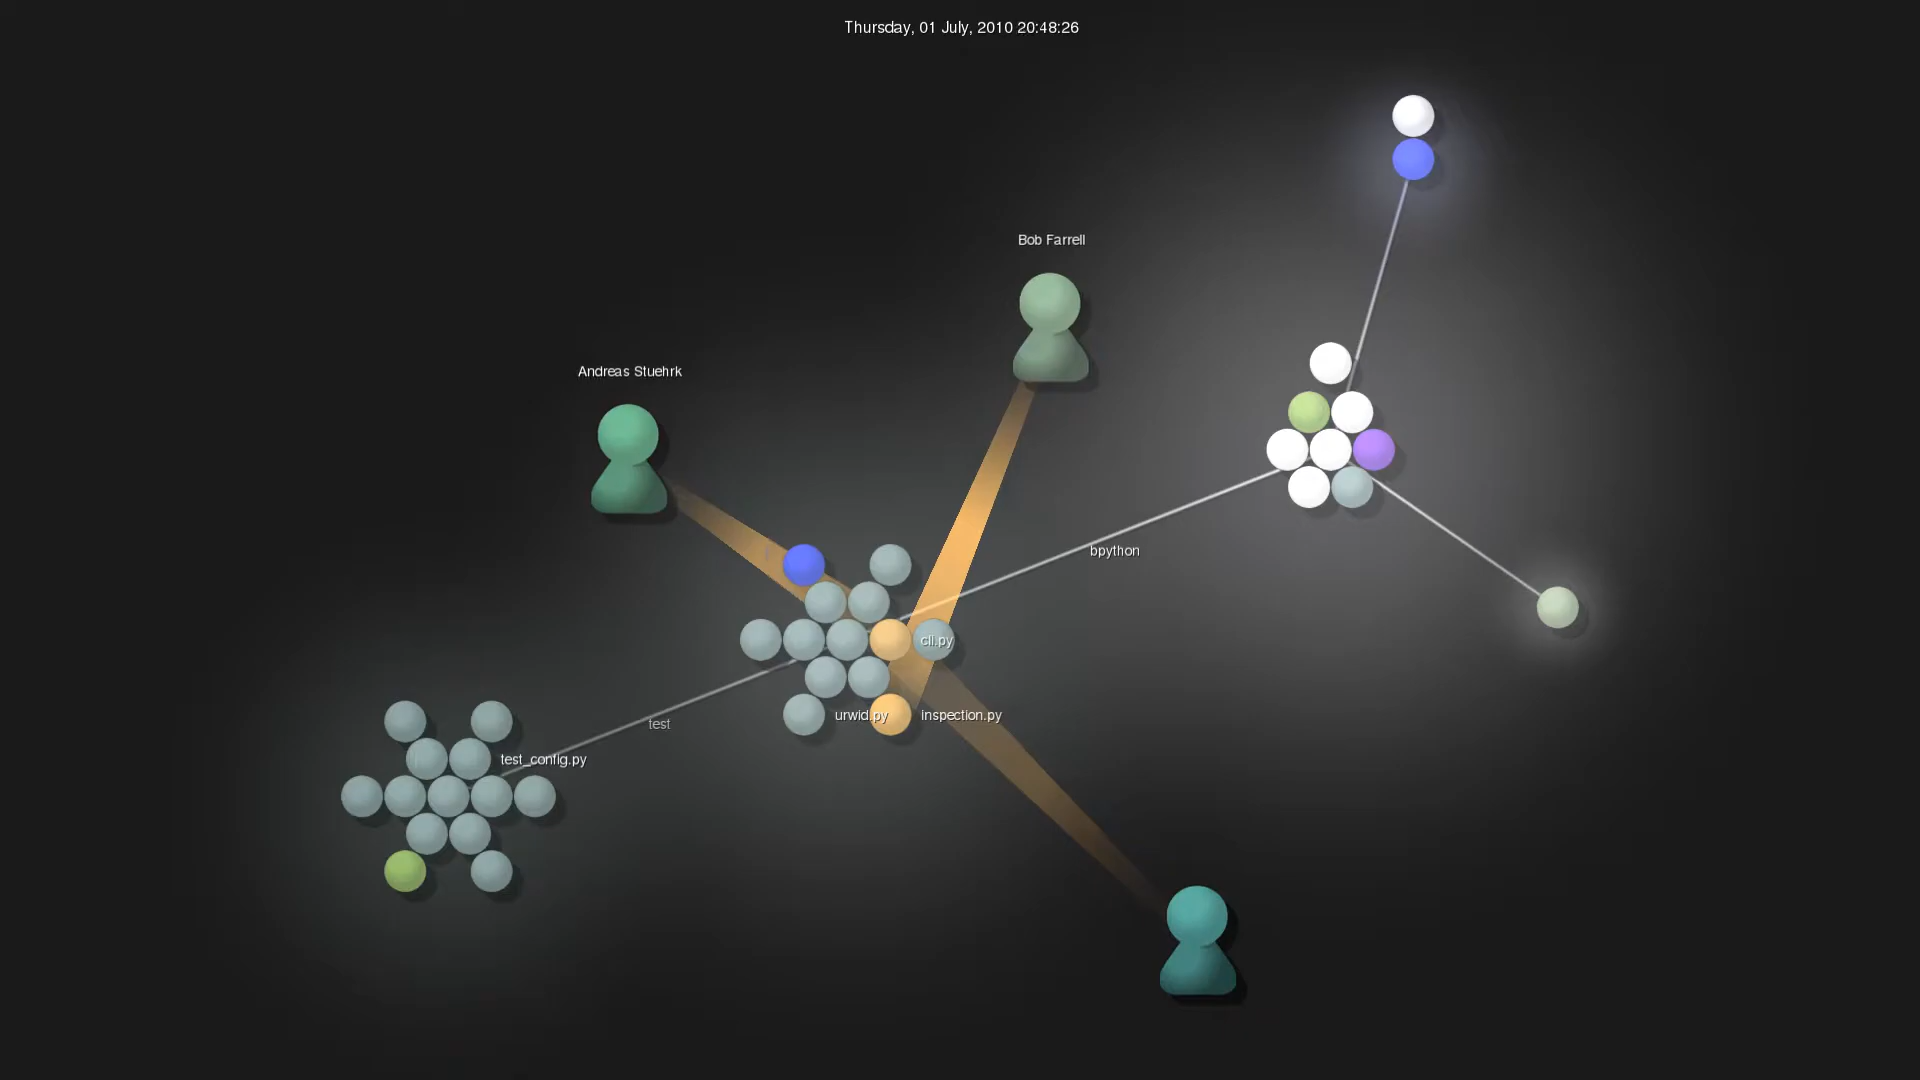 Thursday, 01 July, 2010 20:48:26
Bob Farrell
Andreas Stuehrk
bpython
cli.py
urwid.py
inspection.py
test
test_config.py